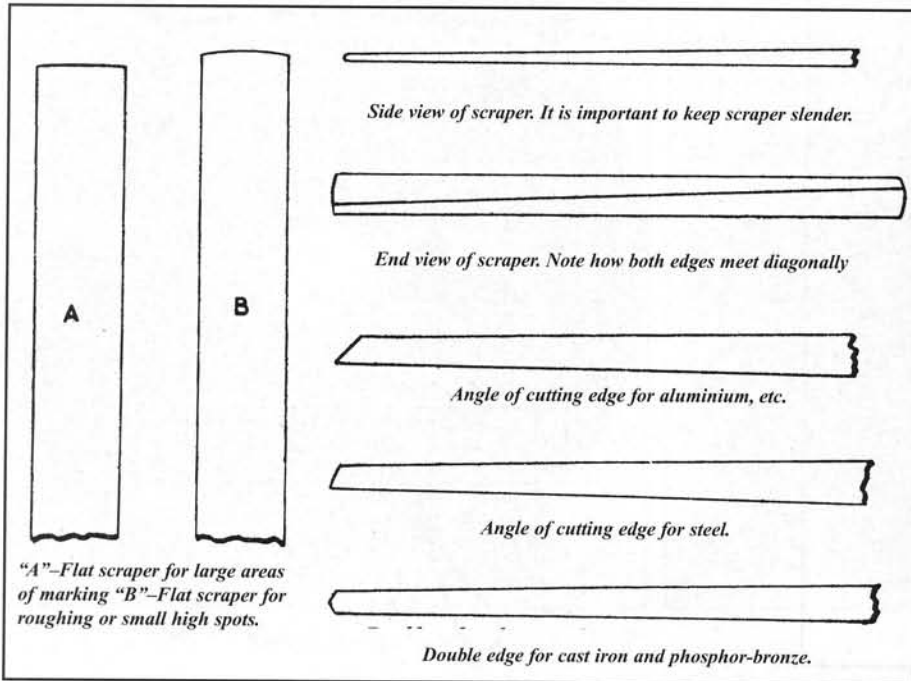 Side view of scraper. It is important to keep scraper slender.
End view of scraper. Note how both edges meet diagonally
A
B
Angle of cutting edge for aluminium, etc.
Angle of cutting edge for steel.
"A"–Flat scraper for large areas
of marking "B"–Flat scraper for
roughing or small high spots.
Double edge for cast iron and phosphor-bronze.